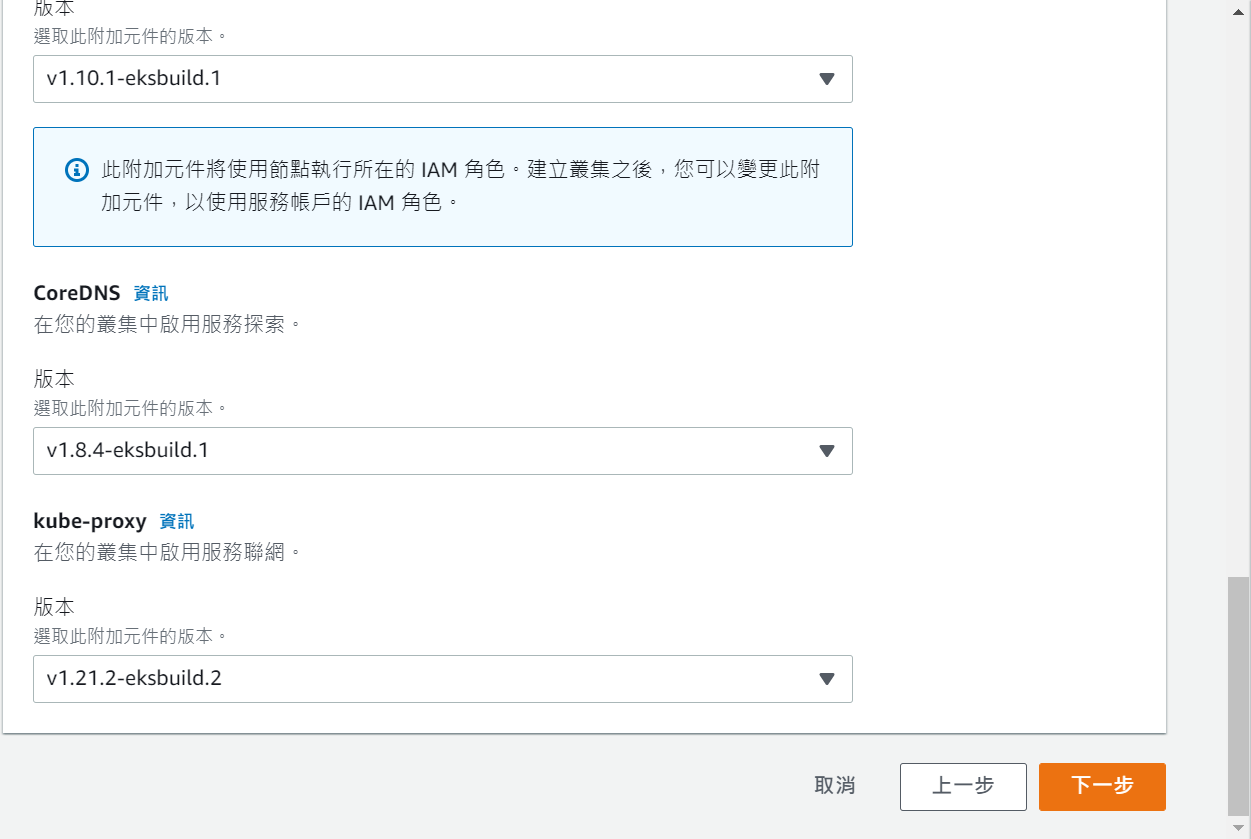 版本
選取此附加元件的版本。
v1.10.1-eksbuild.1
此附加元件將使用節點執行所在的 IAM 角色。建立叢集之後，您可以變更此附
加元件，以使用服務帳戶的 IAM 角色。
CoreDNS 資訊
在您的叢集中啟用服務探索。
版本
選取此附加元件的版本。
v1.8.4-eksbuild.1
kube-proxy 資訊
在您的叢集中啟用服務聯網。
版本
選取此附加元件的版本。
v1.21.2-eksbuild.2
取消 上一步 下一步